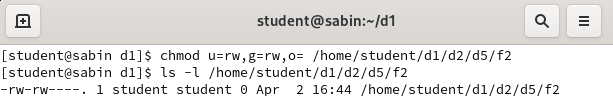 student@sabin:~/d1
[student@sabin d1]$ chmod u=rw,g=rw,o= /home/student/d1/d2/d5/f2
[student@sabin d1]$ ls -l /home/student/d1/d2/d5/f2
-rw-rw----. 1 student student 0 Apr  2 16:44 /home/student/d1/d2/d5/f2